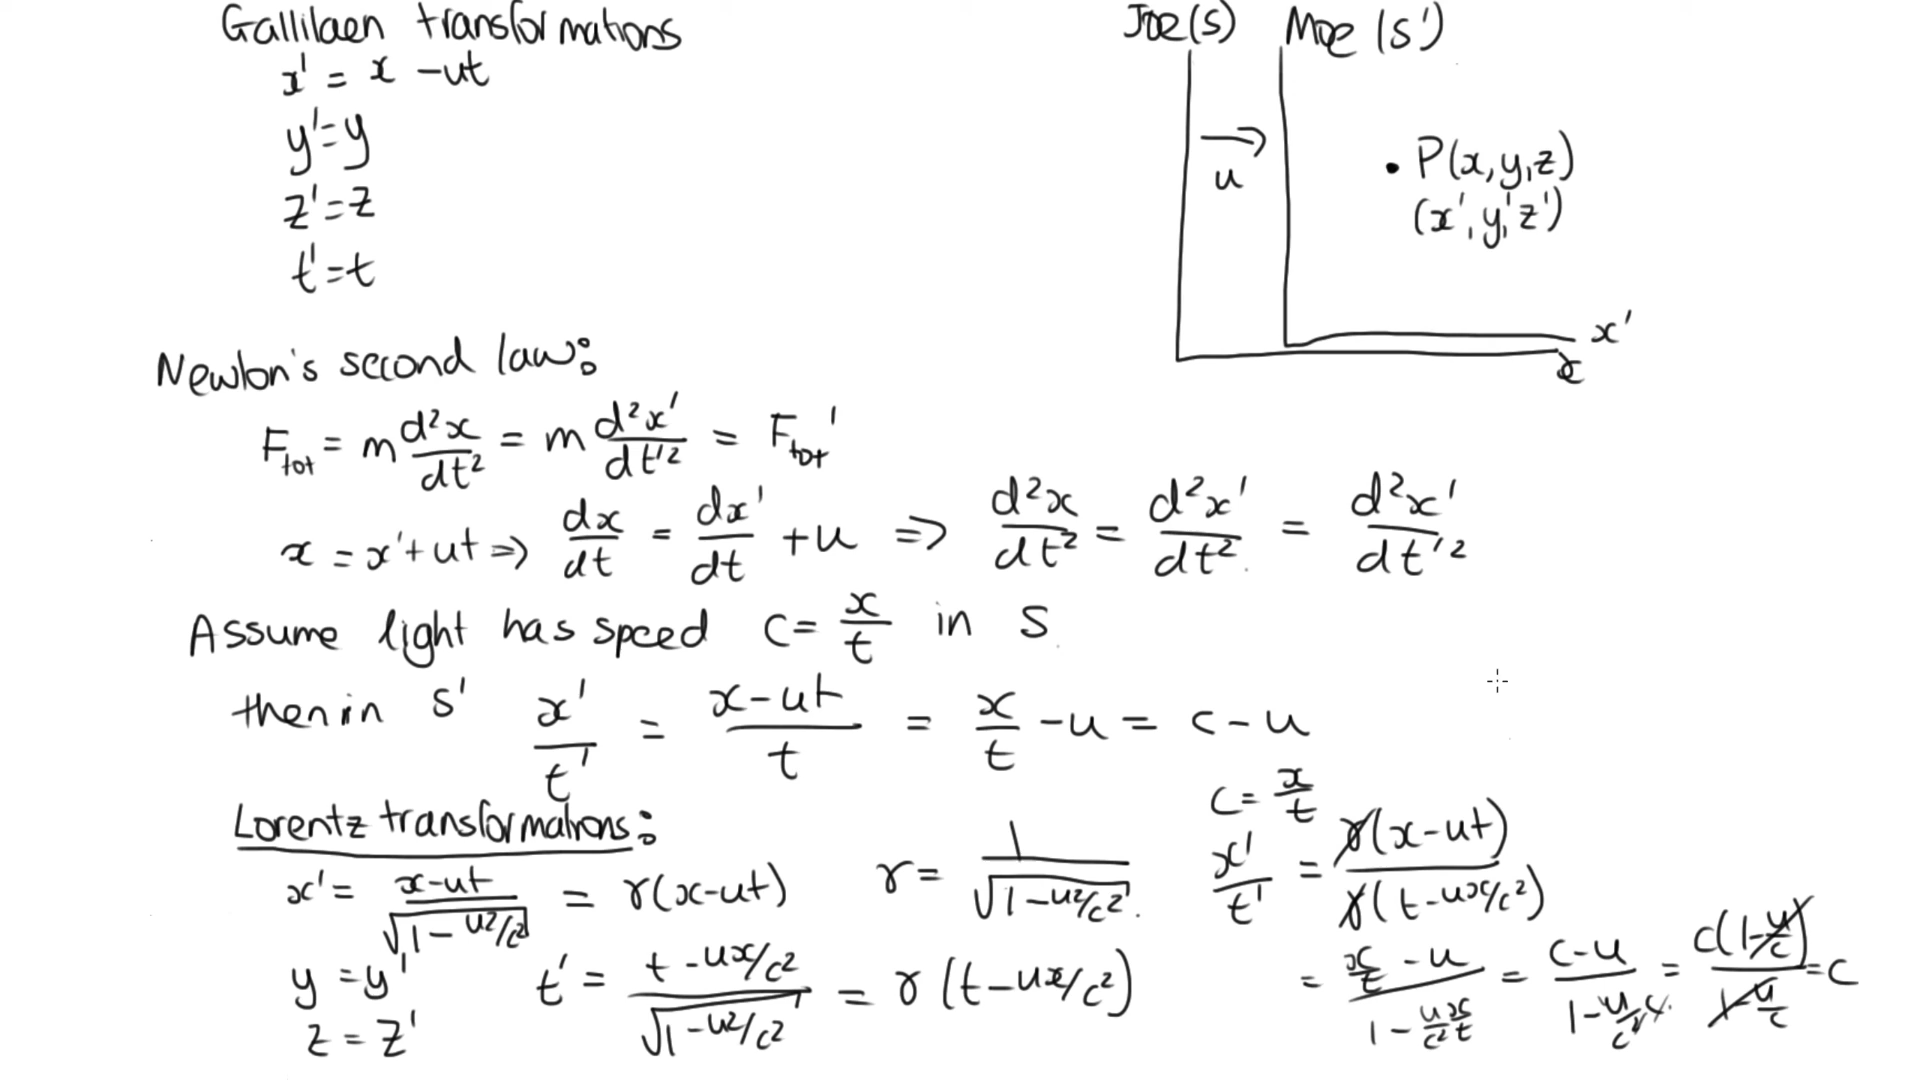 Gallilaen transformations
x' = x - ut
y' = y
z' = z
t' = t
Joe(S) Moe (S')
u
P(x,y,z)
(x',y',z')
x'
x
Newton's second law:
F_tot = m d²x/dt² = m d²x'/dt'² = F_tot'
x = x' + ut => dx/dt = dx'/dt + u => d²x/dt² = d²x'/dt² = d²x'/dt'²
Assume light has speed c = x/t in S
then in S' x'/t' = (x-ut)/t = x/t - u = c - u
Lorentz transformations:
x' = (x-ut)/√(1-u²/c²) = γ(x-ut) γ = 1/√(1-u²/c²)
y = y' t' = (t-ux/c²)/√(1-u²/c²) = γ(t-ux/c²)
z = z'
c = x/t
x'/t' = γ(x-ut)/γ(t-ux/c²)
= (x/t - u)/(1 - u/c² x/t) = (c-u)/(1 - u/c² c) = c(1-u/c)/(1-u/c) = c